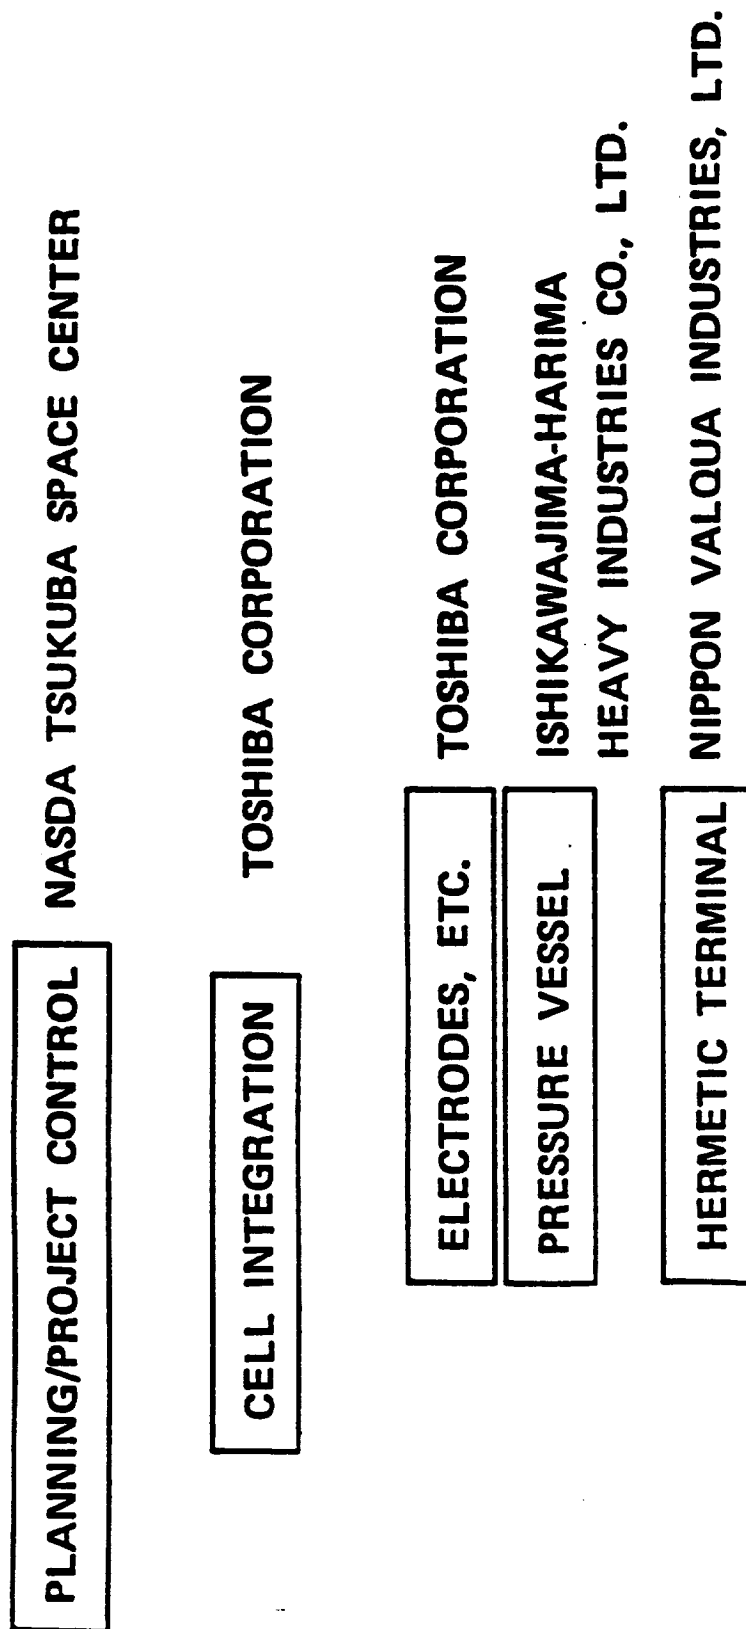 PLANNING/PROJECT CONTROL NASDA TSUKUBA SPACE CENTER
CELL INTEGRATION TOSHIBA CORPORATION
ELECTRODES, ETC. TOSHIBA CORPORATION
PRESSURE VESSEL ISHIKAWAJIMA-HARIMA
HEAVY INDUSTRIES CO., LTD.
HERMETIC TERMINAL NIPPON VALQUA INDUSTRIES, LTD.